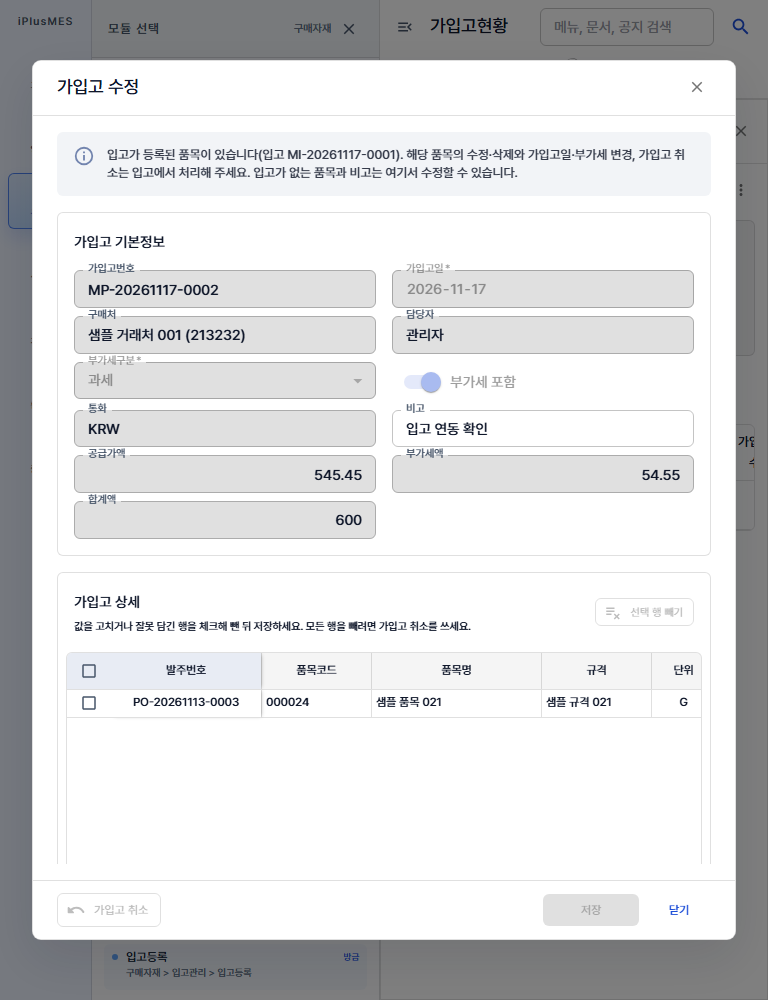 iPlusMES
모듈 선택
구매자재
가입고현황
메뉴, 문서, 공지 검색
가입고 수정
입고가 등록된 품목이 있습니다(입고 MI-20261117-0001). 해당 품목의 수정·삭제와 가입고일·부가세 변경, 가입고 취
소는 입고에서 처리해 주세요. 입고가 없는 품목과 비고는 여기서 수정할 수 있습니다.
가입고 기본정보
가입고번호
MP-20261117-0002
가입고일 *
2026-11-17
구매처
샘플 거래처 001 (213232)
담당자
관리자
부가세구분 *
과세
부가세 포함
통화
KRW
비고
입고 연동 확인
공급가액
545.45
부가세액
54.55
합계액
600
가입고 상세
값을 고치거나 잘못 담긴 행을 체크해 뺀 뒤 저장하세요. 모든 행을 빼려면 가입고 취소를 쓰세요.
선택 행 빼기
발주번호 품목코드 품목명 규격 단위
PO-20261113-0003 000024 샘플 품목 021 샘플 규격 021 G
가입고 취소
저장
닫기
입고등록
방금
구매자재 > 입고관리 > 입고등록